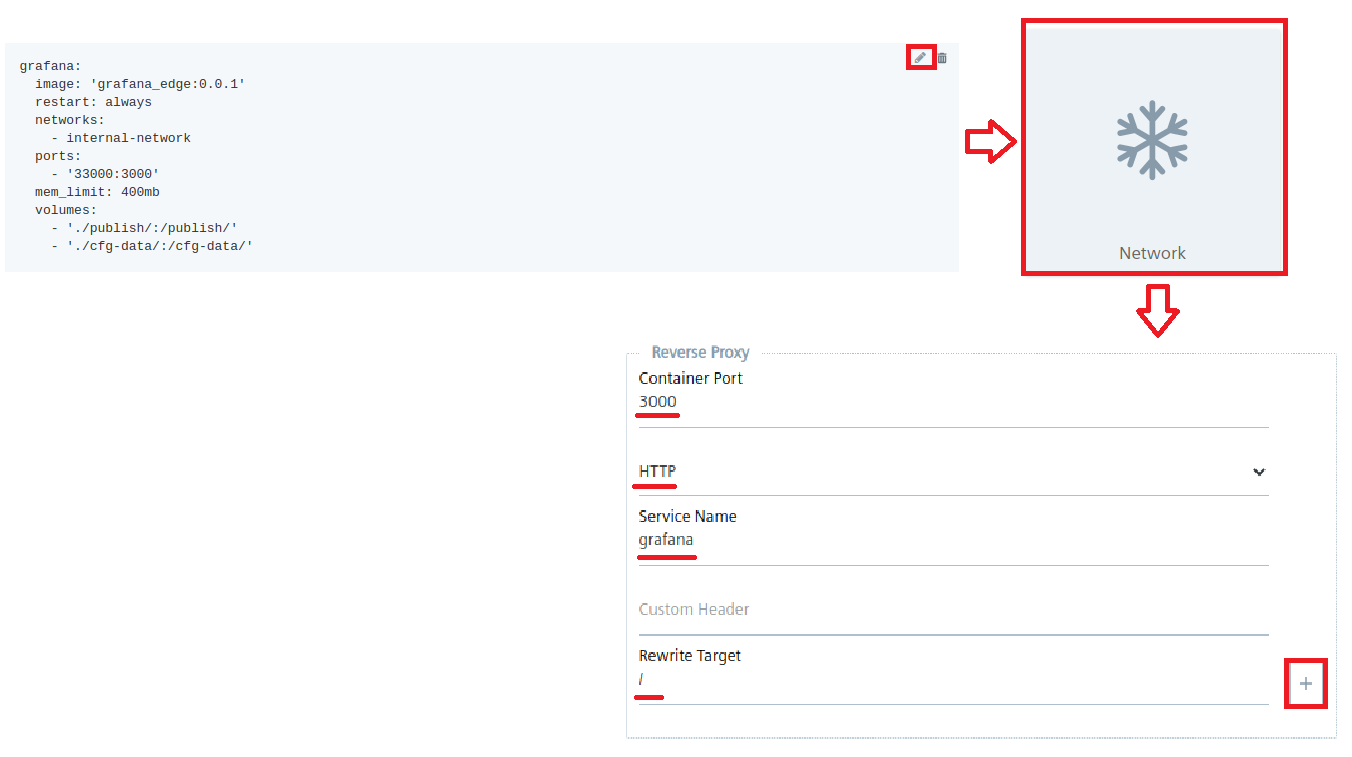 grafana:
  image: 'grafana_edge:0.0.1'
  restart: always
  networks:
    - internal-network
  ports:
    - '33000:3000'
  mem_limit: 400mb
  volumes:
    - './publish/:/publish/'
    - './cfg-data/:/cfg-data/'
Network
Reverse Proxy
Container Port
3000
HTTP
Service Name
grafana
Custom Header
Rewrite Target
/
+